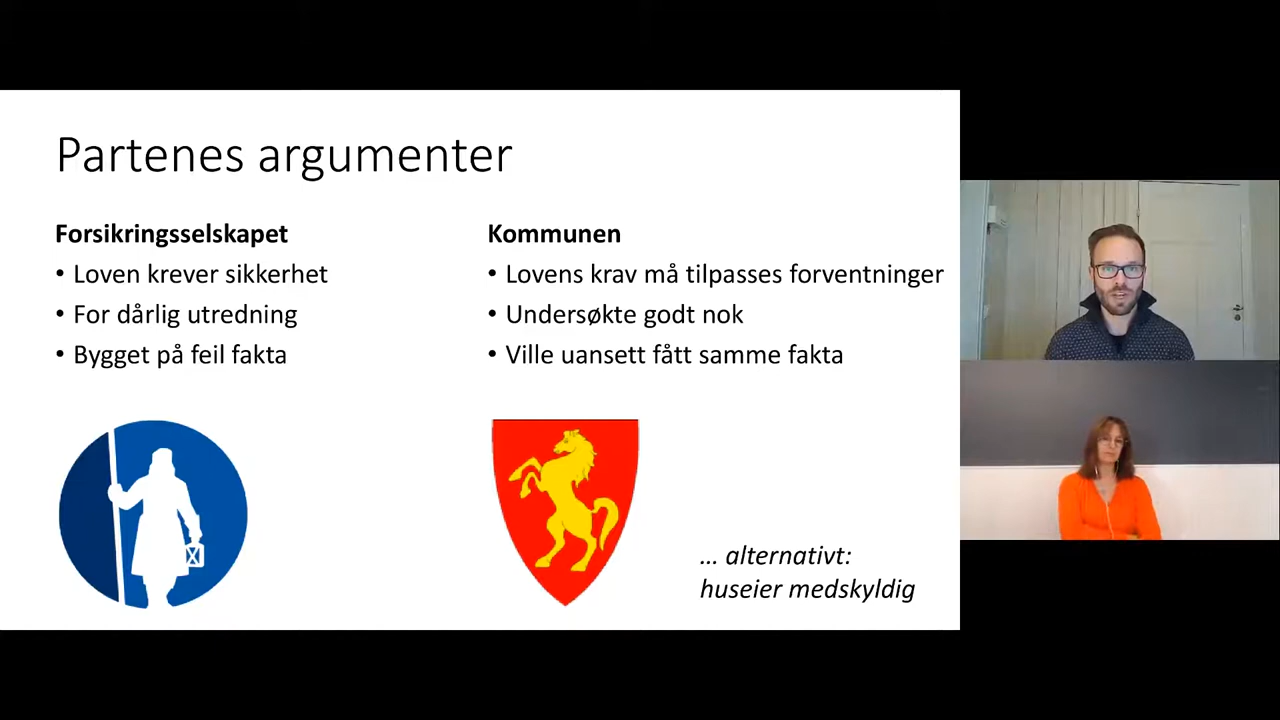 Partenes argumenter
Forsikringsselskapet
• Loven krever sikkerhet
• For dårlig utredning
• Bygget på feil fakta
Kommunen
• Lovens krav må tilpasses forventninger
• Undersøkte godt nok
• Ville uansett fått samme fakta
... alternativt:
huseier medskyldig